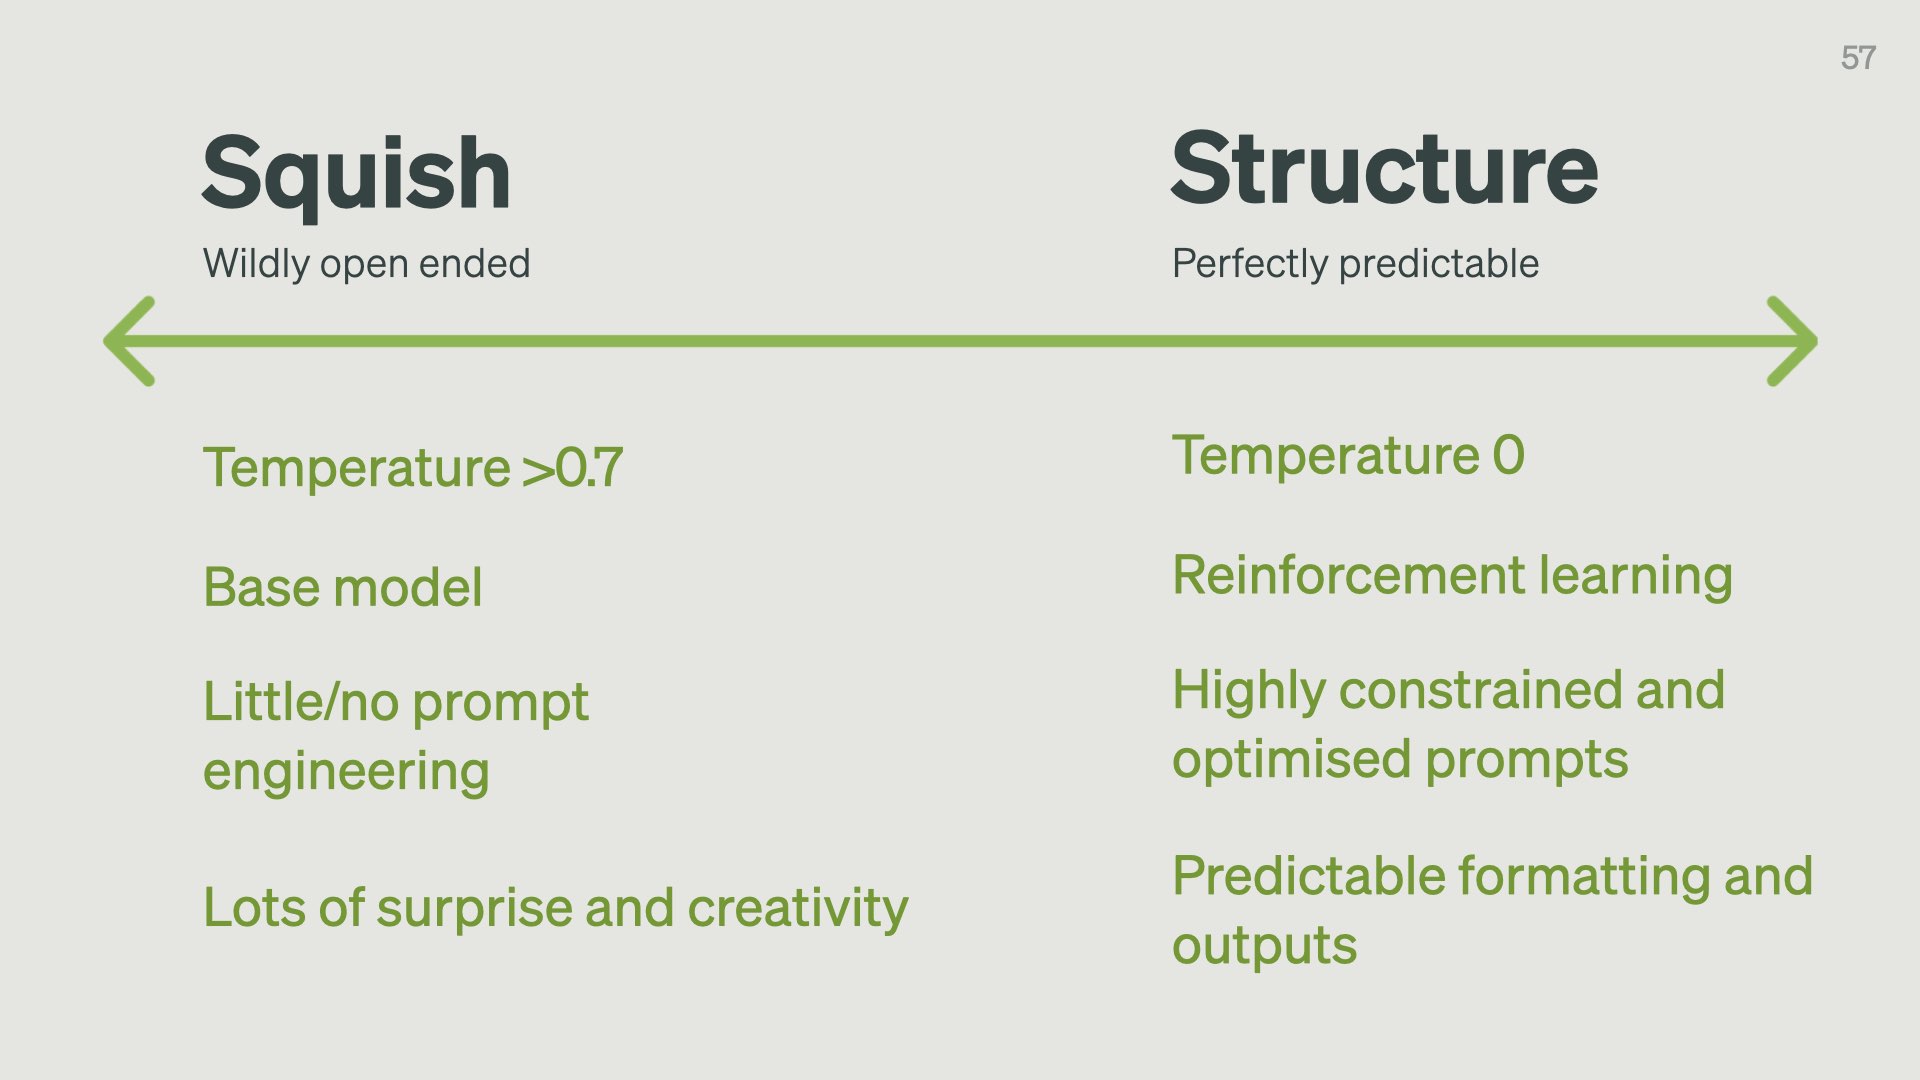 57
Squish
Wildly open ended
Structure
Perfectly predictable
Temperature >0.7
Base model
Little/no prompt
engineering
Lots of surprise and creativity
Temperature 0
Reinforcement learning
Highly constrained and
optimised prompts
Predictable formatting and
outputs